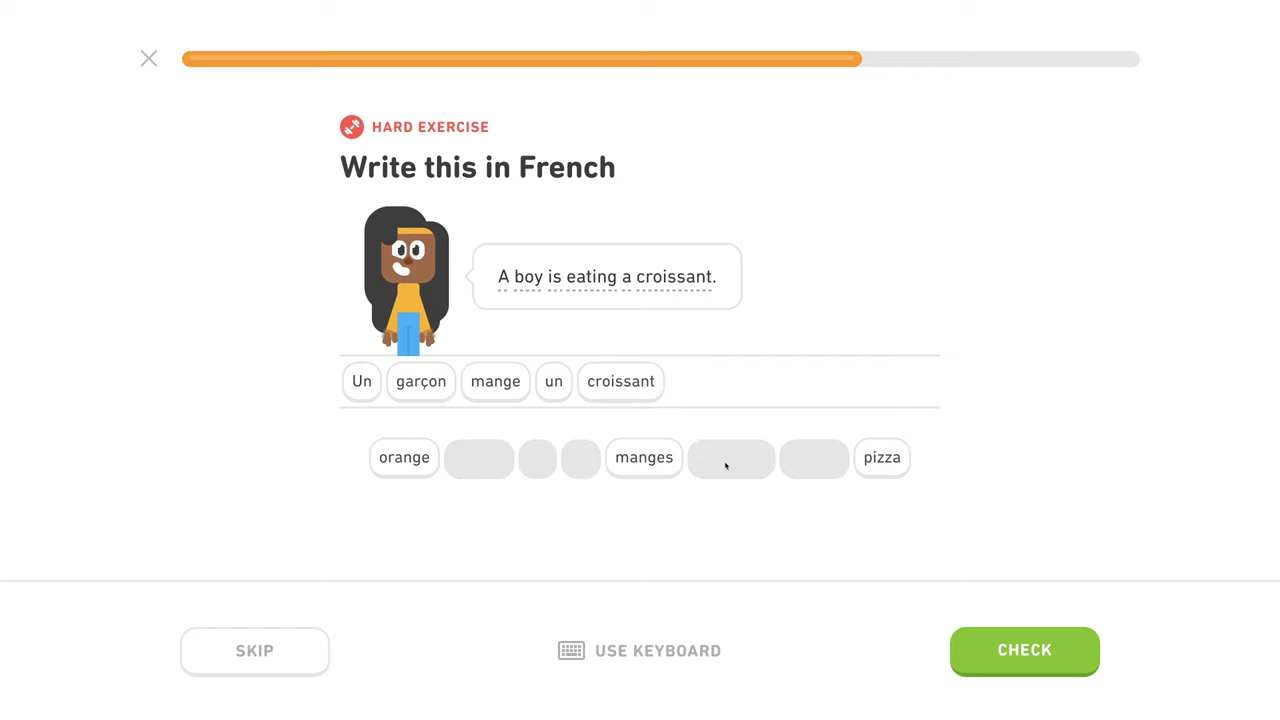 HARD EXERCISE
Write this in French
A boy is eating a croissant.
Un garçon mange un croissant
orange manges pizza
SKIP USE KEYBOARD CHECK